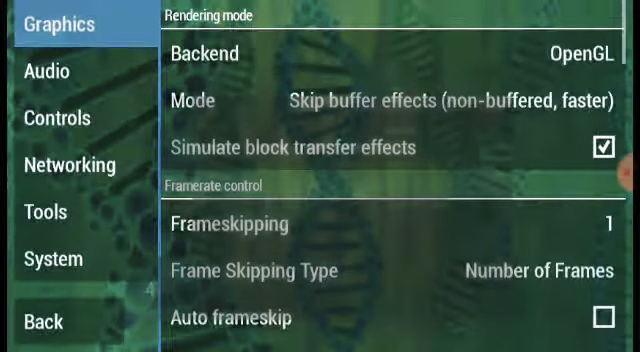 Graphics
Audio
Controls
Networking
Tools
System
Back
Rendering mode
Backend OpenGL
Mode Skip buffer effects (non-buffered, faster)
Simulate block transfer effects
Framerate control
Frameskipping 1
Frame Skipping Type Number of Frames
Auto frameskip